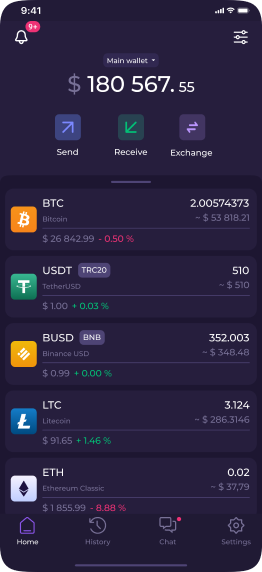 9:41
9+
Main wallet
$ 180 567. 55
Send
Receive
Exchange
BTC
2.00574373
Bitcoin
~ $ 53 818.21
$ 26 842.99 - 0.50 %
USDT TRC20
510
TetherUSD
~ $ 510
$ 1.00 + 0.03 %
BUSD BNB
352.003
Binance USD
~ $ 348.48
$ 0.99 + 0.00 %
LTC
3.124
Litecoin
~ $ 286.3146
$ 91.65 + 1.46 %
ETH
0.02
Ethereum Classic
~ $ 37,79
$ 1 855.99 - 8.88 %
Home
History
Chat
Settings